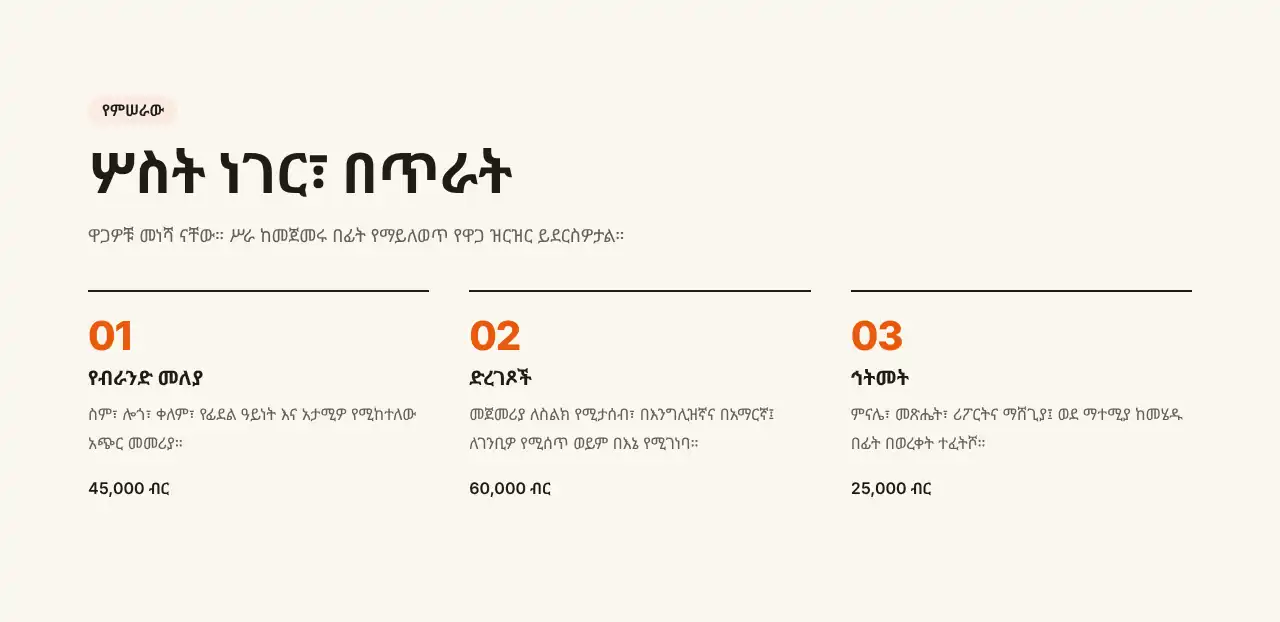 የምሠራው
ሦስት ነገር፣ በጥራት
ዋጋዎቹ መነሻ ናቸው። ሥራ ከመጀመሩ በፊት የማይለወጥ የዋጋ ዝርዝር ይደርስዎታል።
01
የብራንድ መለያ
ስም፣ ሎጎ፣ ቀለም፣ የፊደል ዓይነት እና አታሚዎ የሚከተለው
አጭር መመሪያ።
45,000 ብር
02
ድረገጾች
መጀመሪያ ለስልክ የሚታሰብ፣ በእንግሊዝኛና በአማርኛ፤
ለገንቢዎ የሚሰጥ ወይም በእኔ የሚገነባ።
60,000 ብር
03
ኅትመት
ምናሌ፣ መጽሔት፣ ሪፖርትና ማሸጊያ፤ ወደ ማተሚያ ከመሄዱ
በፊት በወረቀት ተፈትሾ።
25,000 ብር